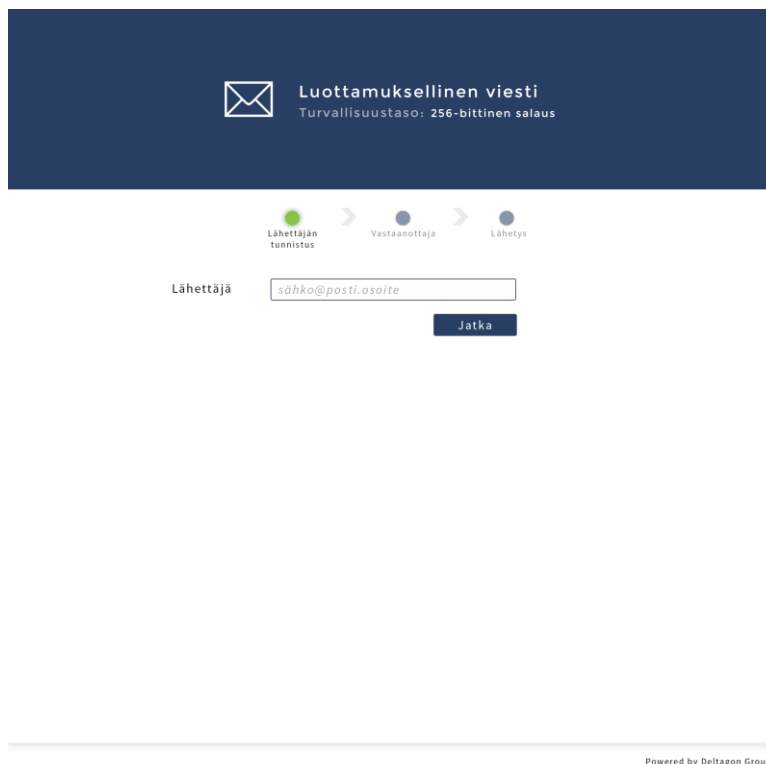 Luottamuksellinen viesti
Turvallisuustaso: 256-bittinen salaus
Lähettäjän
tunnistus
Vastaanottaja
Lähetys
Lähettäjä
sähko@posti.osoite
Jatka
Powered by Deltagon Grou